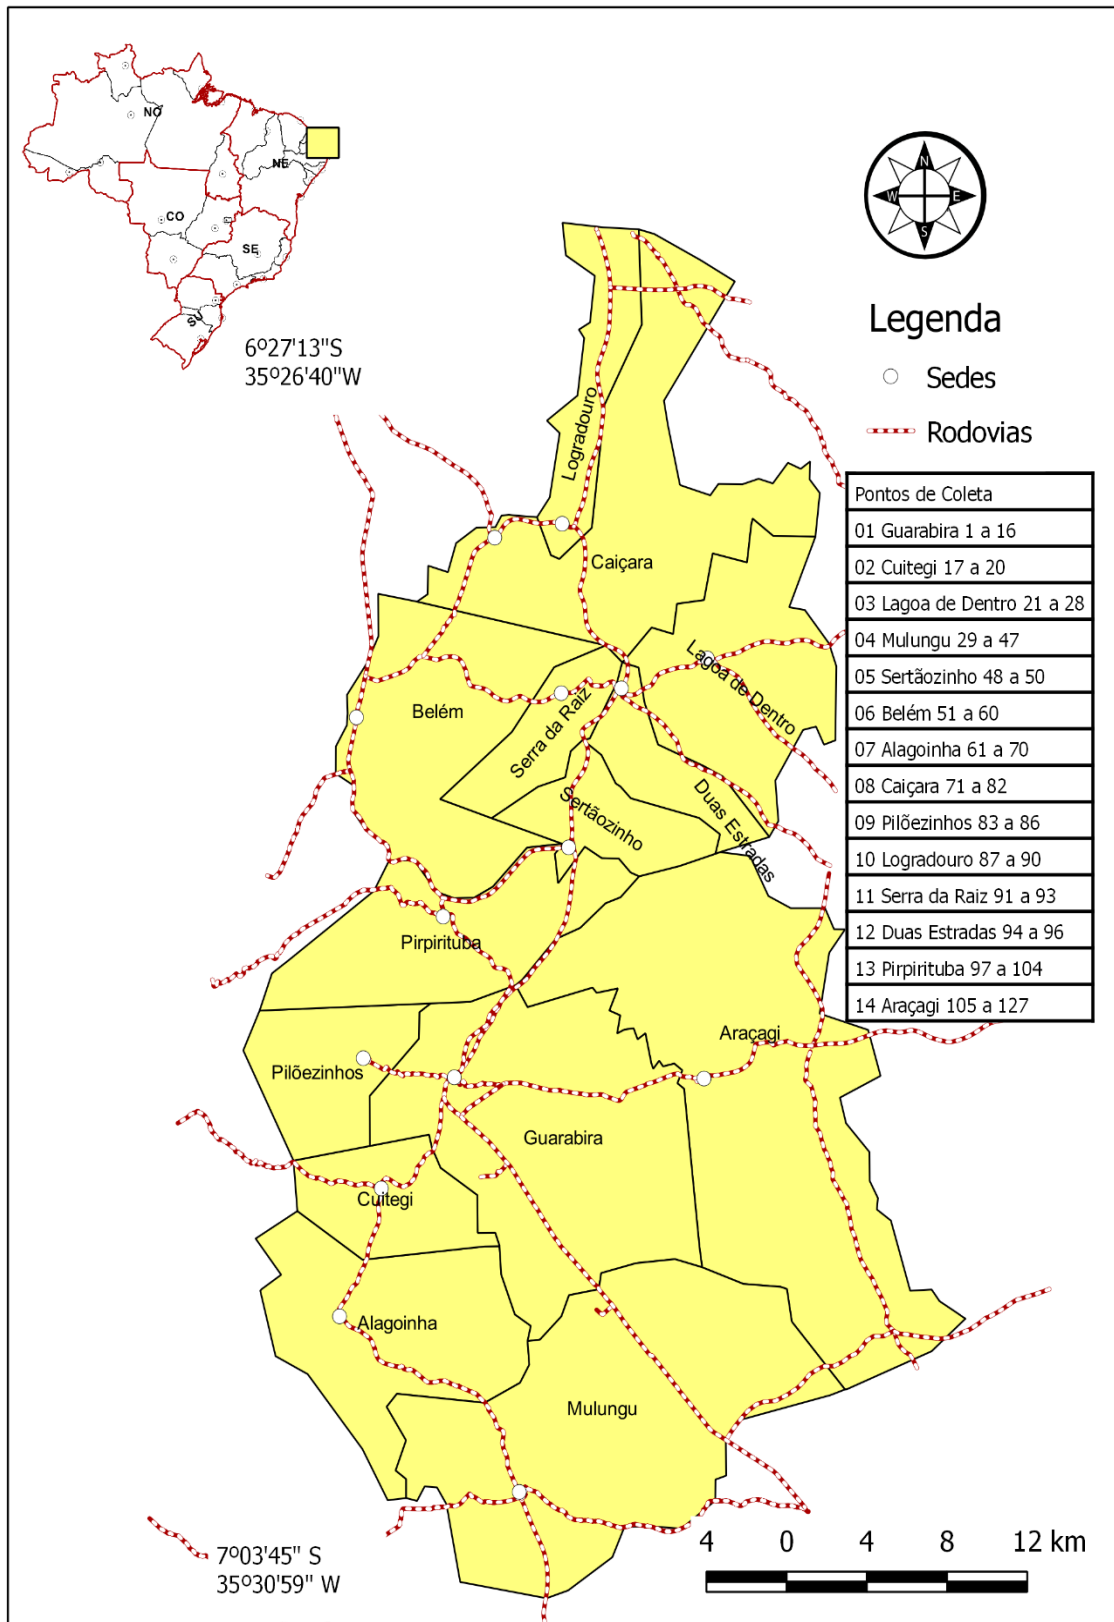 NO
NE
CO
SE
SU
6º27'13"S
35º26'40"W
N
W
E
S
Legenda
Sedes
Rodovias
Pontos de Coleta
01 Guarabira 1 a 16
02 Cuitegi 17 a 20
03 Lagoa de Dentro 21 a 28
04 Mulungu 29 a 47
05 Sertãozinho 48 a 50
06 Belém 51 a 60
07 Alagoinha 61 a 70
08 Caiçara 71 a 82
09 Pilõezinhos 83 a 86
10 Logradouro 87 a 90
11 Serra da Raiz 91 a 93
12 Duas Estradas 94 a 96
13 Pirpirituba 97 a 104
14 Araçagi 105 a 127
Logradouro
Caiçara
Lagoa de Dentro
Belém
Serra da Raiz
Sertãozinho
Duas Estradas
Pirpirituba
Araçagi
Pilõezinhos
Guarabira
Cuitegi
Alagoinha
Mulungu
4 0 4 8 12 km
7º03'45" S
35º30'59" W